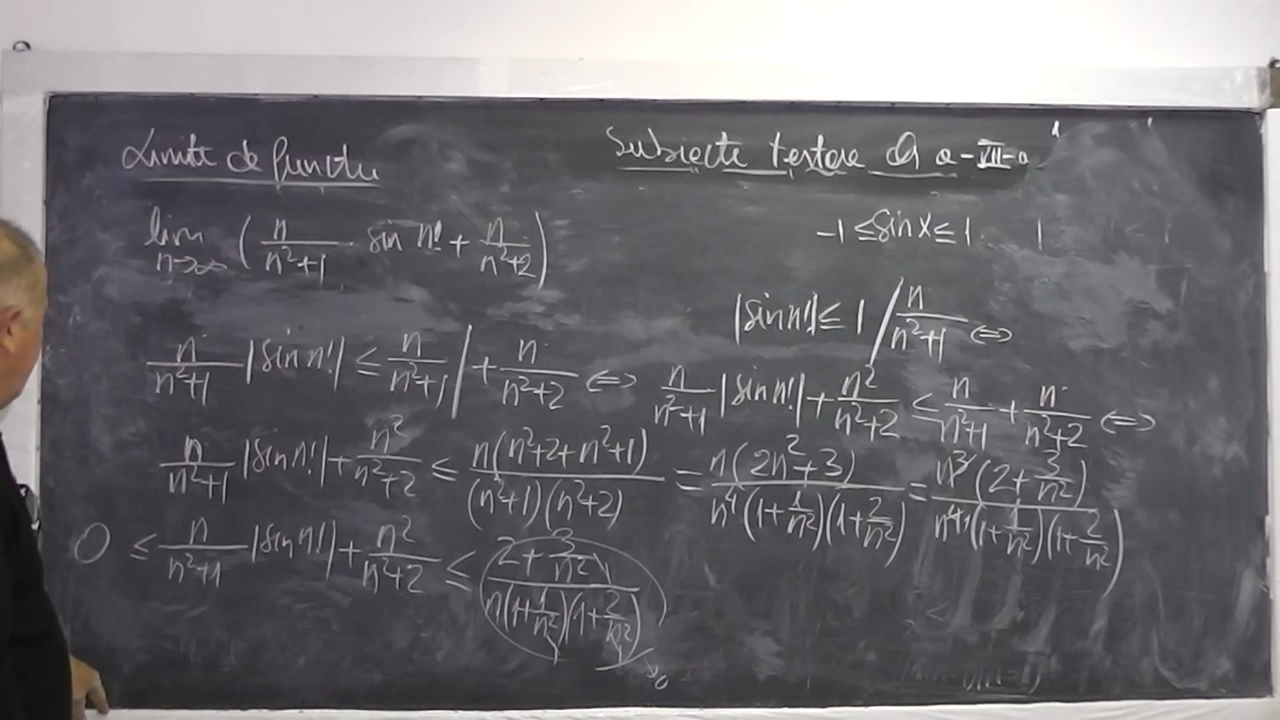 Limite de funcții
Subiecte testare a a-XII-a
lim n→∞ ( n/(n²+1) · sin n! + n/(n²+2) )
-1 ≤ sin x ≤ 1
|sin n!| ≤ 1 / n/(n²+1) ⇔
n/(n²+1) |sin n!| ≤ n/(n²+1) | + n/(n²+2) ⇔ n/(n²+1) |sin n!| + n²/(n²+2) ≤ n/(n²+1) + n/(n²+2) ⇔
n/(n²+1) |sin n!| + n²/(n²+2) ≤ n(n²+2+n²+1)/((n²+1)(n²+2)) = n(2n²+3)/(n⁴(1+1/n²)(1+2/n²)) = n³(2+3/n²)/(n⁴(1+1/n²)(1+2/n²))
0 ≤ n/(n²+1) |sin n!| + n²/(n²+2) ≤ (2+3/n²)/(n(1+1/n²)(1+2/n²)) → 0